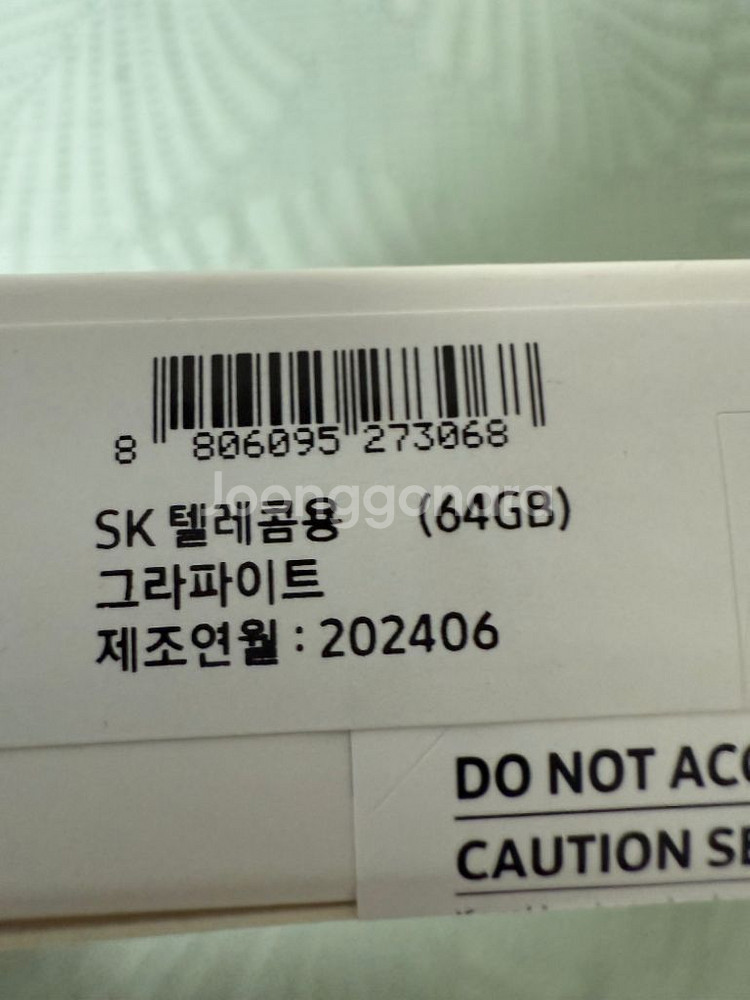 8 806095 273068
SK 텔레콤용 (64GB)
joonggonara
그라파이트
제조연월 : 202406
DO NOT ACC
CAUTION SE